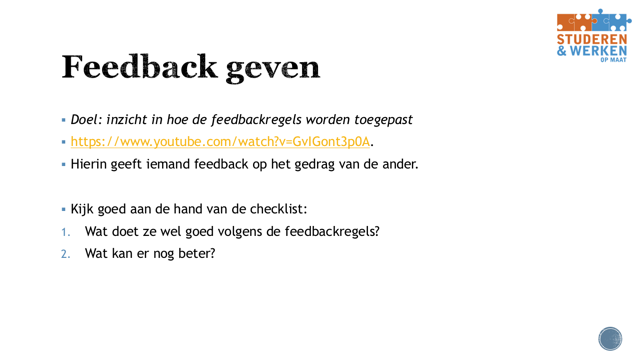 STUDEREN
& WERKEN
OP MAAT
Feedback geven
Doel: inzicht in hoe de feedbackregels worden toegepast
https://www.youtube.com/watch?v=GvIGont3p0A.
Hierin geeft iemand feedback op het gedrag van de ander.
Kijk goed aan de hand van de checklist:
1. Wat doet ze wel goed volgens de feedbackregels?
2. Wat kan er nog beter?